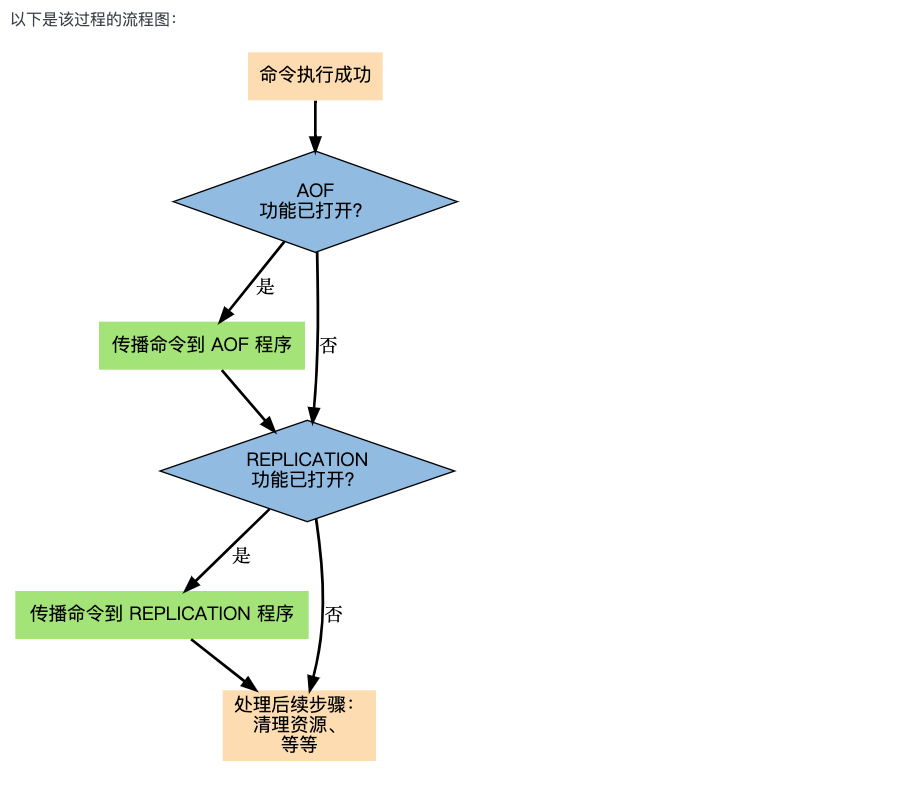 以下是该过程的流程图：
命令执行成功
AOF
功能已打开？
是
传播命令到 AOF 程序
否
REPLICATION
功能已打开？
是
传播命令到 REPLICATION 程序
否
处理后续步骤：
清理资源、
等等